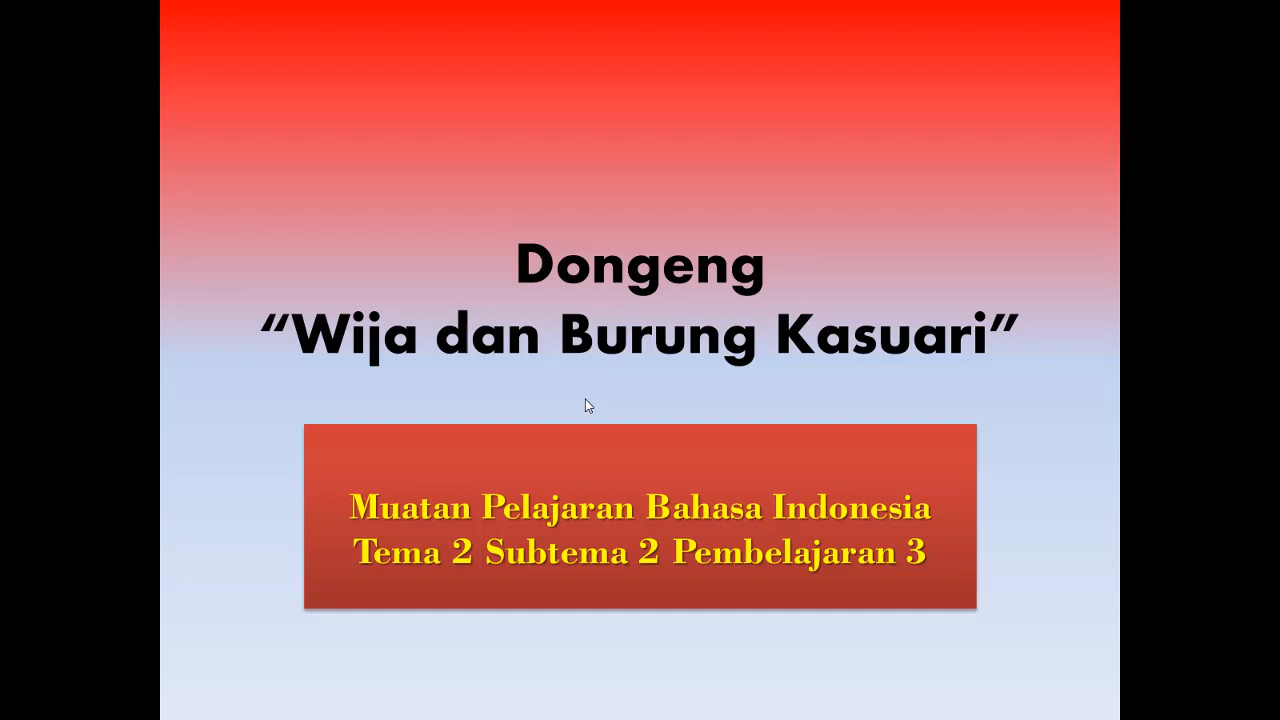 Dongeng
“Wija dan Burung Kasuari”
Muatan Pelajaran Bahasa Indonesia
Tema 2 Subtema 2 Pembelajaran 3